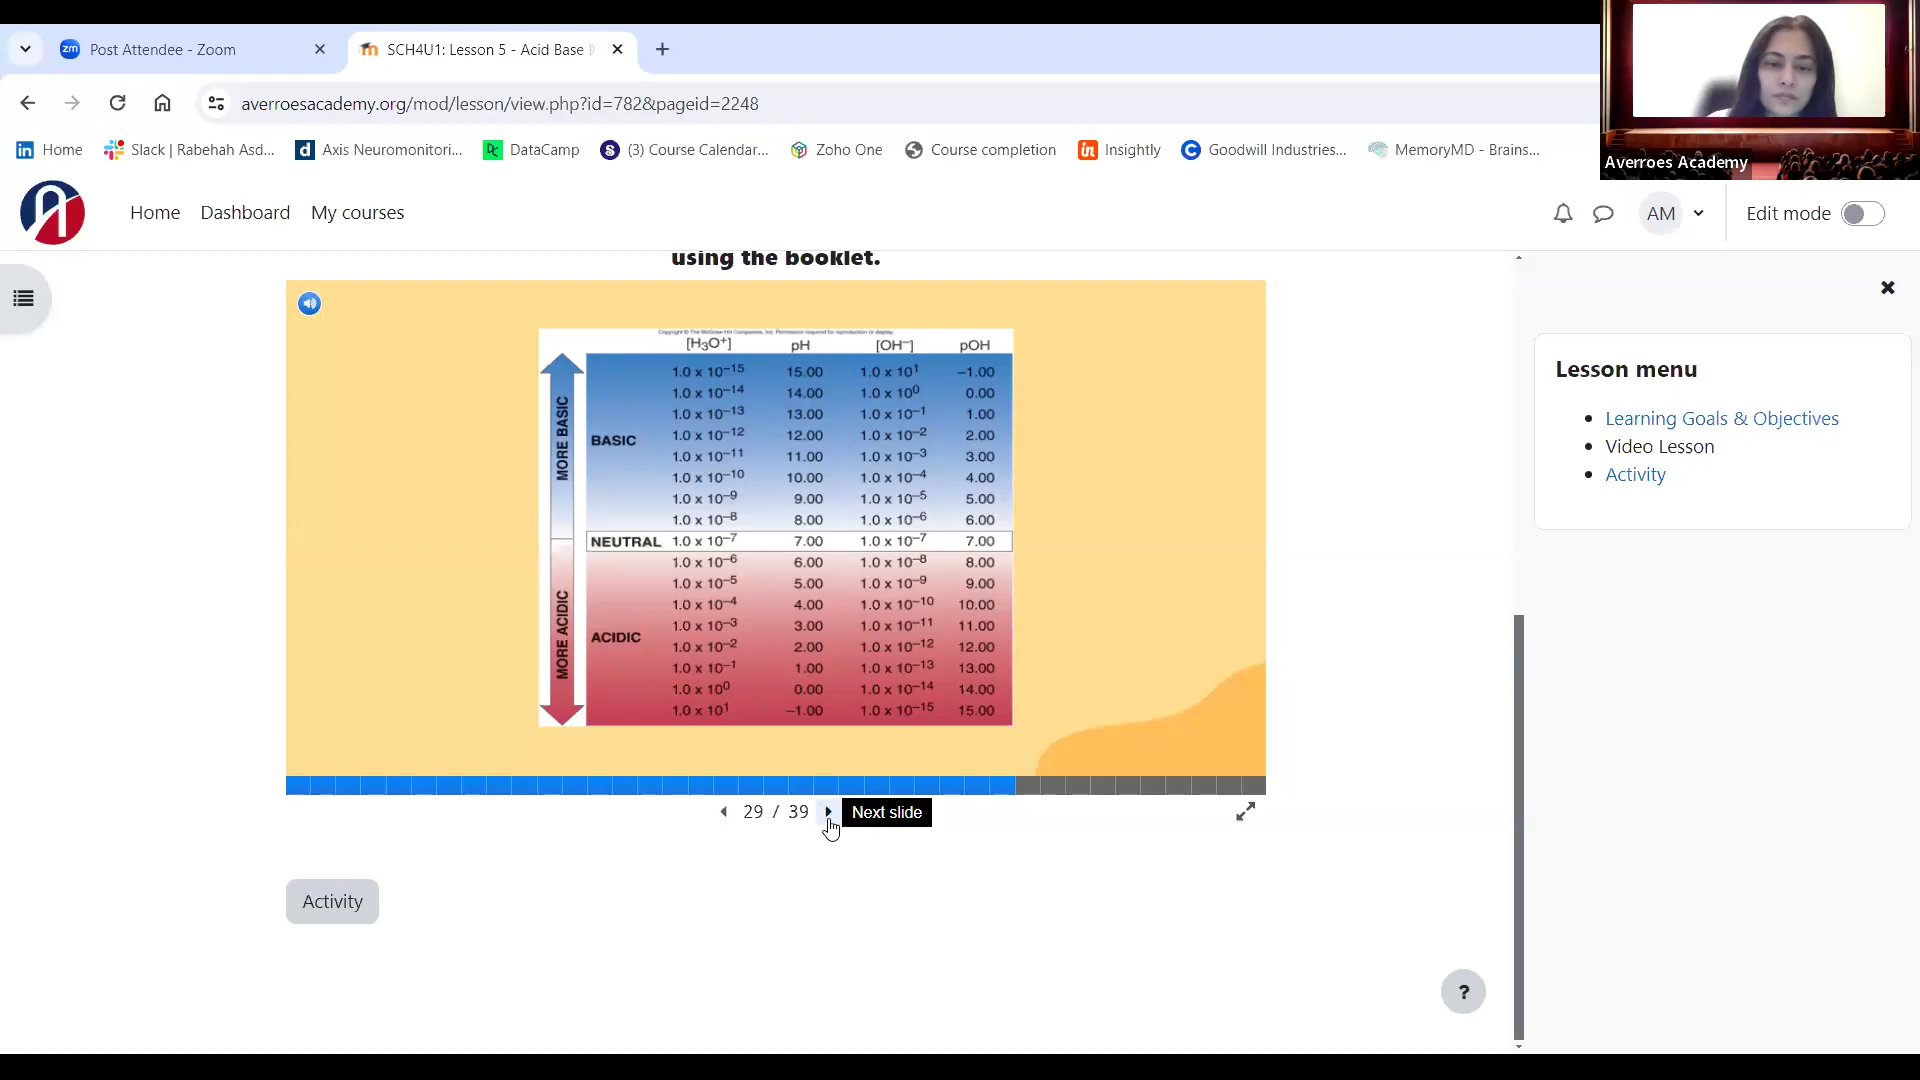 Post Attendee - Zoom
SCH4U1: Lesson 5 - Acid Base
averroesacademy.org/mod/lesson/view.php?id=782&pageid=2248
Home
Slack | Rabehah Asd...
Axis Neuromonitori...
DataCamp
(3) Course Calendar...
Zoho One
Course completion
Insightly
Goodwill Industries...
MemoryMD - Brains...
Averroes Academy
Home Dashboard My courses
AM
Edit mode
using the booklet.
Copyright © The McGraw-Hill Companies, Inc. Permission required for reproduction or display.
[H₃O⁺] pH [OH⁻] pOH
1.0 x 10⁻¹⁵ 15.00 1.0 x 10¹ –1.00
1.0 x 10⁻¹⁴ 14.00 1.0 x 10⁰ 0.00
1.0 x 10⁻¹³ 13.00 1.0 x 10⁻¹ 1.00
1.0 x 10⁻¹² 12.00 1.0 x 10⁻² 2.00
1.0 x 10⁻¹¹ 11.00 1.0 x 10⁻³ 3.00
1.0 x 10⁻¹⁰ 10.00 1.0 x 10⁻⁴ 4.00
1.0 x 10⁻⁹ 9.00 1.0 x 10⁻⁵ 5.00
1.0 x 10⁻⁸ 8.00 1.0 x 10⁻⁶ 6.00
NEUTRAL 1.0 x 10⁻⁷ 7.00 1.0 x 10⁻⁷ 7.00
1.0 x 10⁻⁶ 6.00 1.0 x 10⁻⁸ 8.00
1.0 x 10⁻⁵ 5.00 1.0 x 10⁻⁹ 9.00
1.0 x 10⁻⁴ 4.00 1.0 x 10⁻¹⁰ 10.00
1.0 x 10⁻³ 3.00 1.0 x 10⁻¹¹ 11.00
1.0 x 10⁻² 2.00 1.0 x 10⁻¹² 12.00
1.0 x 10⁻¹ 1.00 1.0 x 10⁻¹³ 13.00
1.0 x 10⁰ 0.00 1.0 x 10⁻¹⁴ 14.00
1.0 x 10¹ –1.00 1.0 x 10⁻¹⁵ 15.00
MORE BASIC
BASIC
MORE ACIDIC
ACIDIC
29 / 39
Next slide
Activity
Lesson menu
Learning Goals & Objectives
Video Lesson
Activity
?